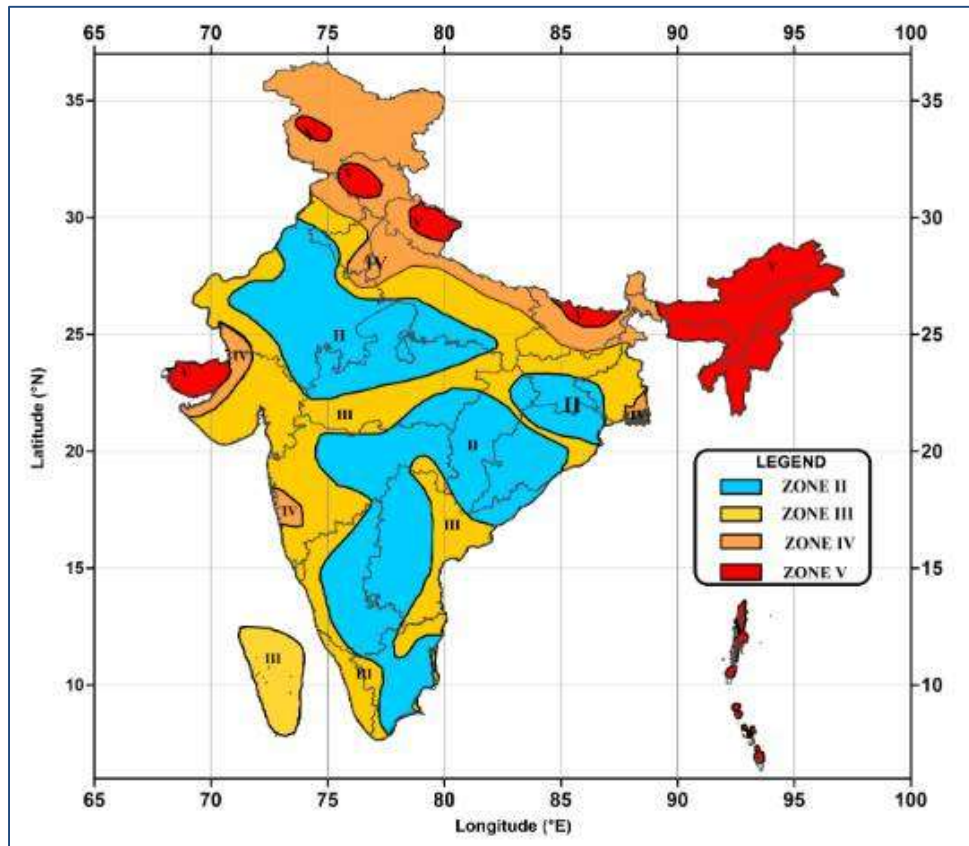 65 70 75 80 85 90 95 100
35 35
V
V
30 30
V
IV
V
25 25
II
V
IV
V
III
II
IV
20 20
II
LEGEND
ZONE II
IV
III
ZONE III
ZONE IV
15 15
ZONE V
III
III
10 10
65 70 75 80 85 90 95 100
Longitude (°E)
Latitude (°N)